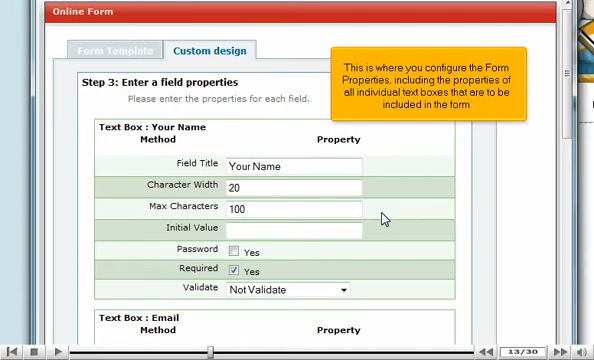 Online Form
Form Template
Custom design
This is where you configure the Form
Properties, including the properties of
all individual text boxes that are to be
included in the form
Step 3: Enter a field properties
Please enter the properties for each field.
Text Box : Your Name
Method Property
Field Title Your Name
Character Width 20
Max Characters 100
Initial Value
Password Yes
Required Yes
Validate Not Validate
Text Box : Email
Method Property
13/30